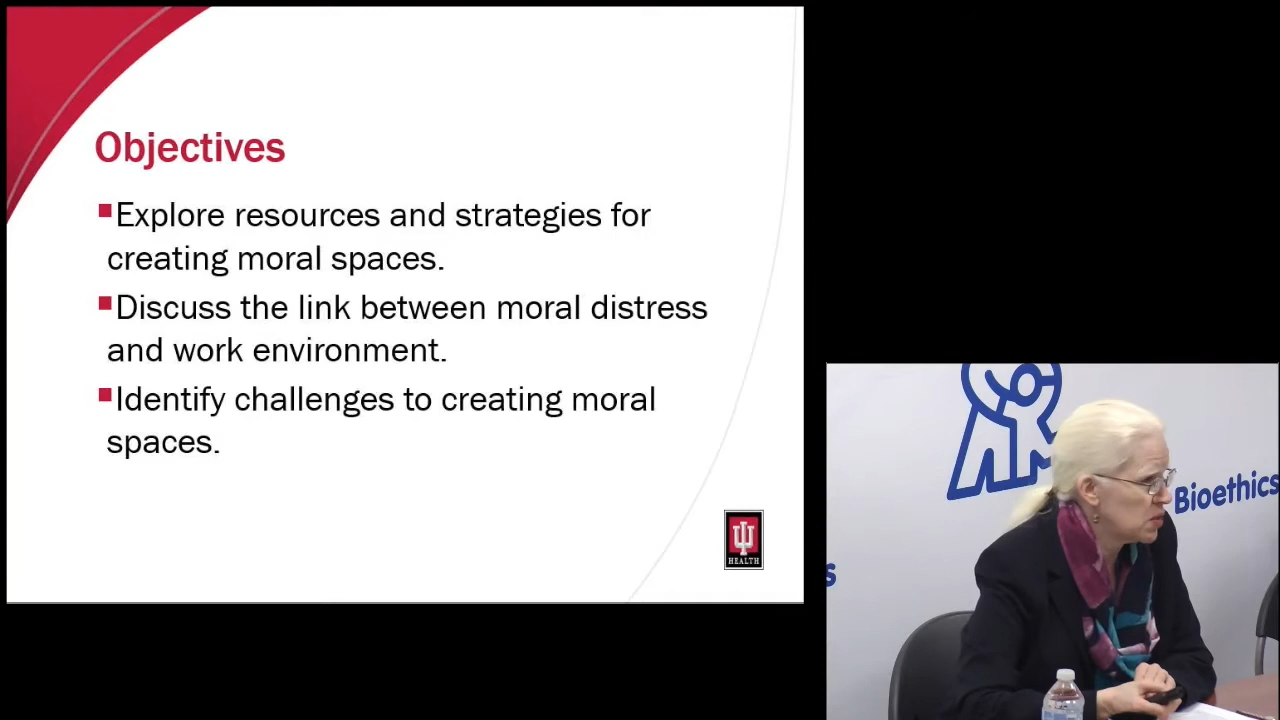 Objectives
▪Explore resources and strategies for
creating moral spaces.
▪Discuss the link between moral distress
and work environment.
▪Identify challenges to creating moral
spaces.
HEALTH
Bioethics
s